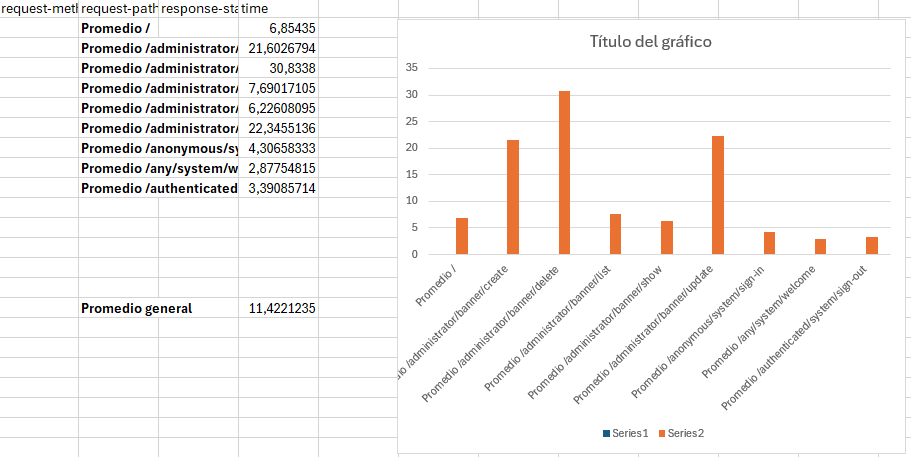 request-meth request-path response-sta time
Promedio / 6,85435
Promedio /administrator/ 21,6026794
Promedio /administrator/ 30,8338
Promedio /administrator/ 7,69017105
Promedio /administrator/ 6,22608095
Promedio /administrator/ 22,3455136
Promedio /anonymous/sy 4,30658333
Promedio /any/system/w 2,87754815
Promedio /authenticated 3,39085714
Promedio general 11,4221235
Título del gráfico
35
30
25
20
15
10
5
0
Promedio /
io /administrator/banner/create
Promedio /administrator/banner/delete
Promedio /administrator/banner/list
Promedio /administrator/banner/show
Promedio /administrator/banner/update
Promedio /anonymous/system/sign-in
Promedio /any/system/welcome
Promedio /authenticated/system/sign-out
Series1 Series2